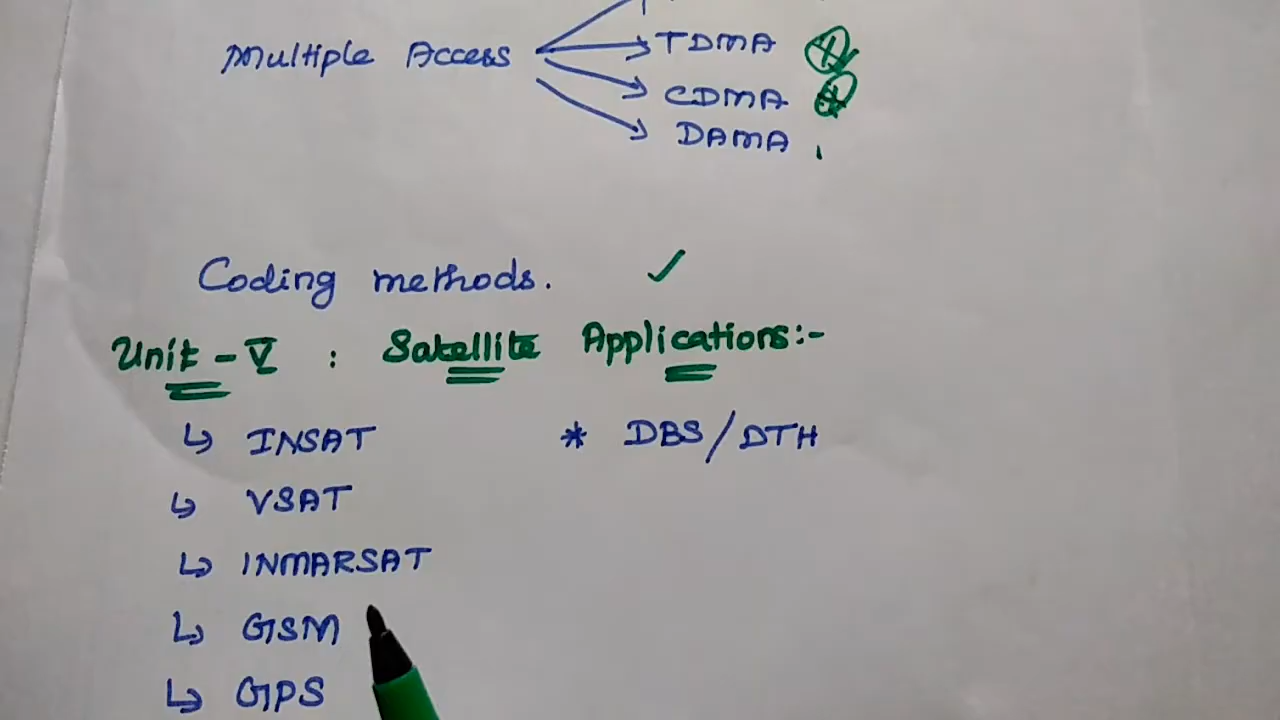 TDMA
Multiple Access
CDMA
DAMA
Coding methods.
Unit - V : Satellite Applications:-
↳ INSAT * DBS/DTH
↳ VSAT
↳ INMARSAT
↳ GSM
↳ GPS